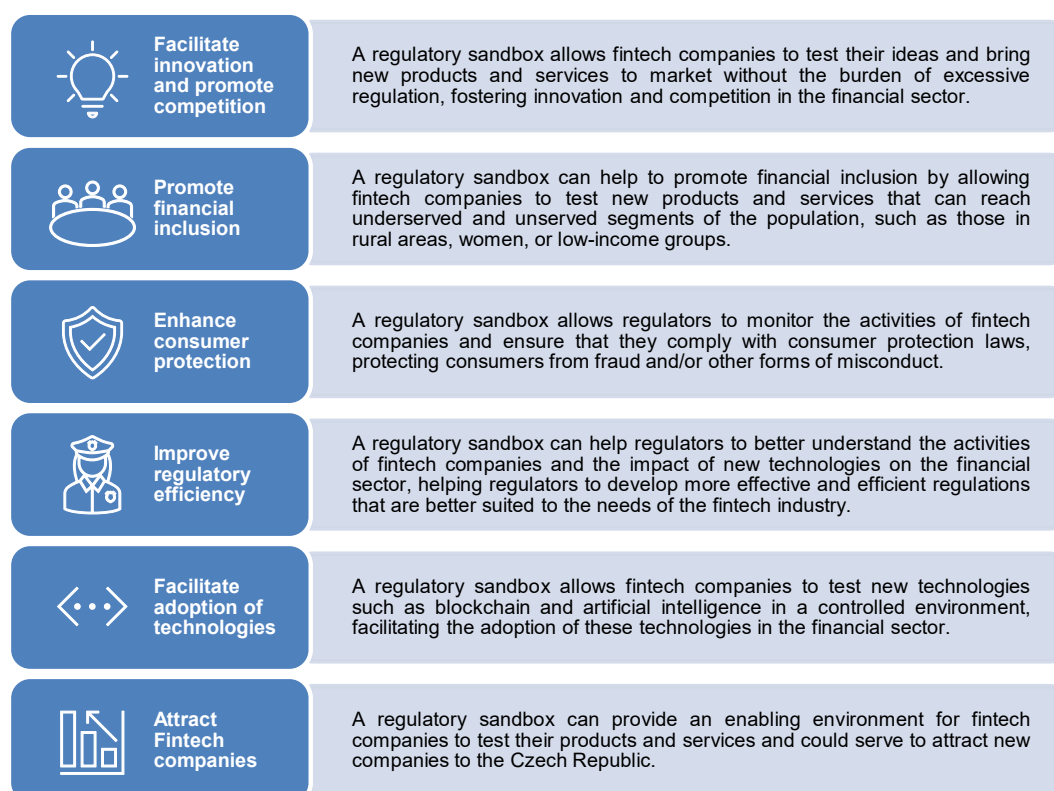 Facilitate
innovation
and promote
competition
A regulatory sandbox allows fintech companies to test their ideas and bring
new products and services to market without the burden of excessive
regulation, fostering innovation and competition in the financial sector.
Promote
financial
inclusion
A regulatory sandbox can help to promote financial inclusion by allowing
fintech companies to test new products and services that can reach
underserved and unserved segments of the population, such as those in
rural areas, women, or low-income groups.
Enhance
consumer
protection
A regulatory sandbox allows regulators to monitor the activities of fintech
companies and ensure that they comply with consumer protection laws,
protecting consumers from fraud and/or other forms of misconduct.
Improve
regulatory
efficiency
A regulatory sandbox can help regulators to better understand the activities
of fintech companies and the impact of new technologies on the financial
sector, helping regulators to develop more effective and efficient regulations
that are better suited to the needs of the fintech industry.
Facilitate
adoption of
technologies
A regulatory sandbox allows fintech companies to test new technologies
such as blockchain and artificial intelligence in a controlled environment,
facilitating the adoption of these technologies in the financial sector.
Attract
Fintech
companies
A regulatory sandbox can provide an enabling environment for fintech
companies to test their products and services and could serve to attract new
companies to the Czech Republic.